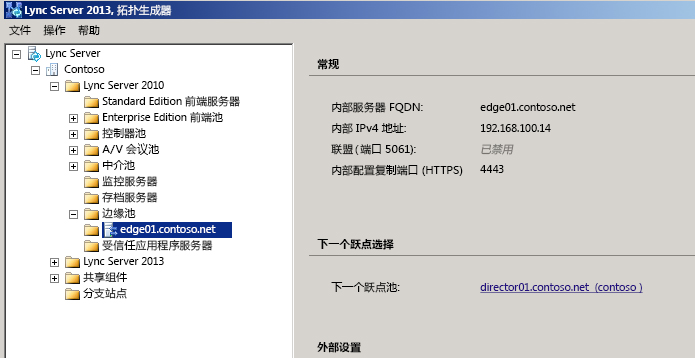 Lync Server 2013, 拓扑生成器
文件 操作 帮助
Lync Server
Contoso
Lync Server 2010
Standard Edition 前端服务器
Enterprise Edition 前端池
控制器池
A/V 会议池
中介池
监控服务器
存档服务器
边缘池
edge01.contoso.net
受信任应用程序服务器
Lync Server 2013
共享组件
分支站点
常规
内部服务器 FQDN: edge01.contoso.net
内部 IPv4 地址: 192.168.100.14
联盟(端口 5061): 已禁用
内部配置复制端口 (HTTPS) 4443
下一个跃点选择
下一个跃点池: director01.contoso.net (contoso )
外部设置